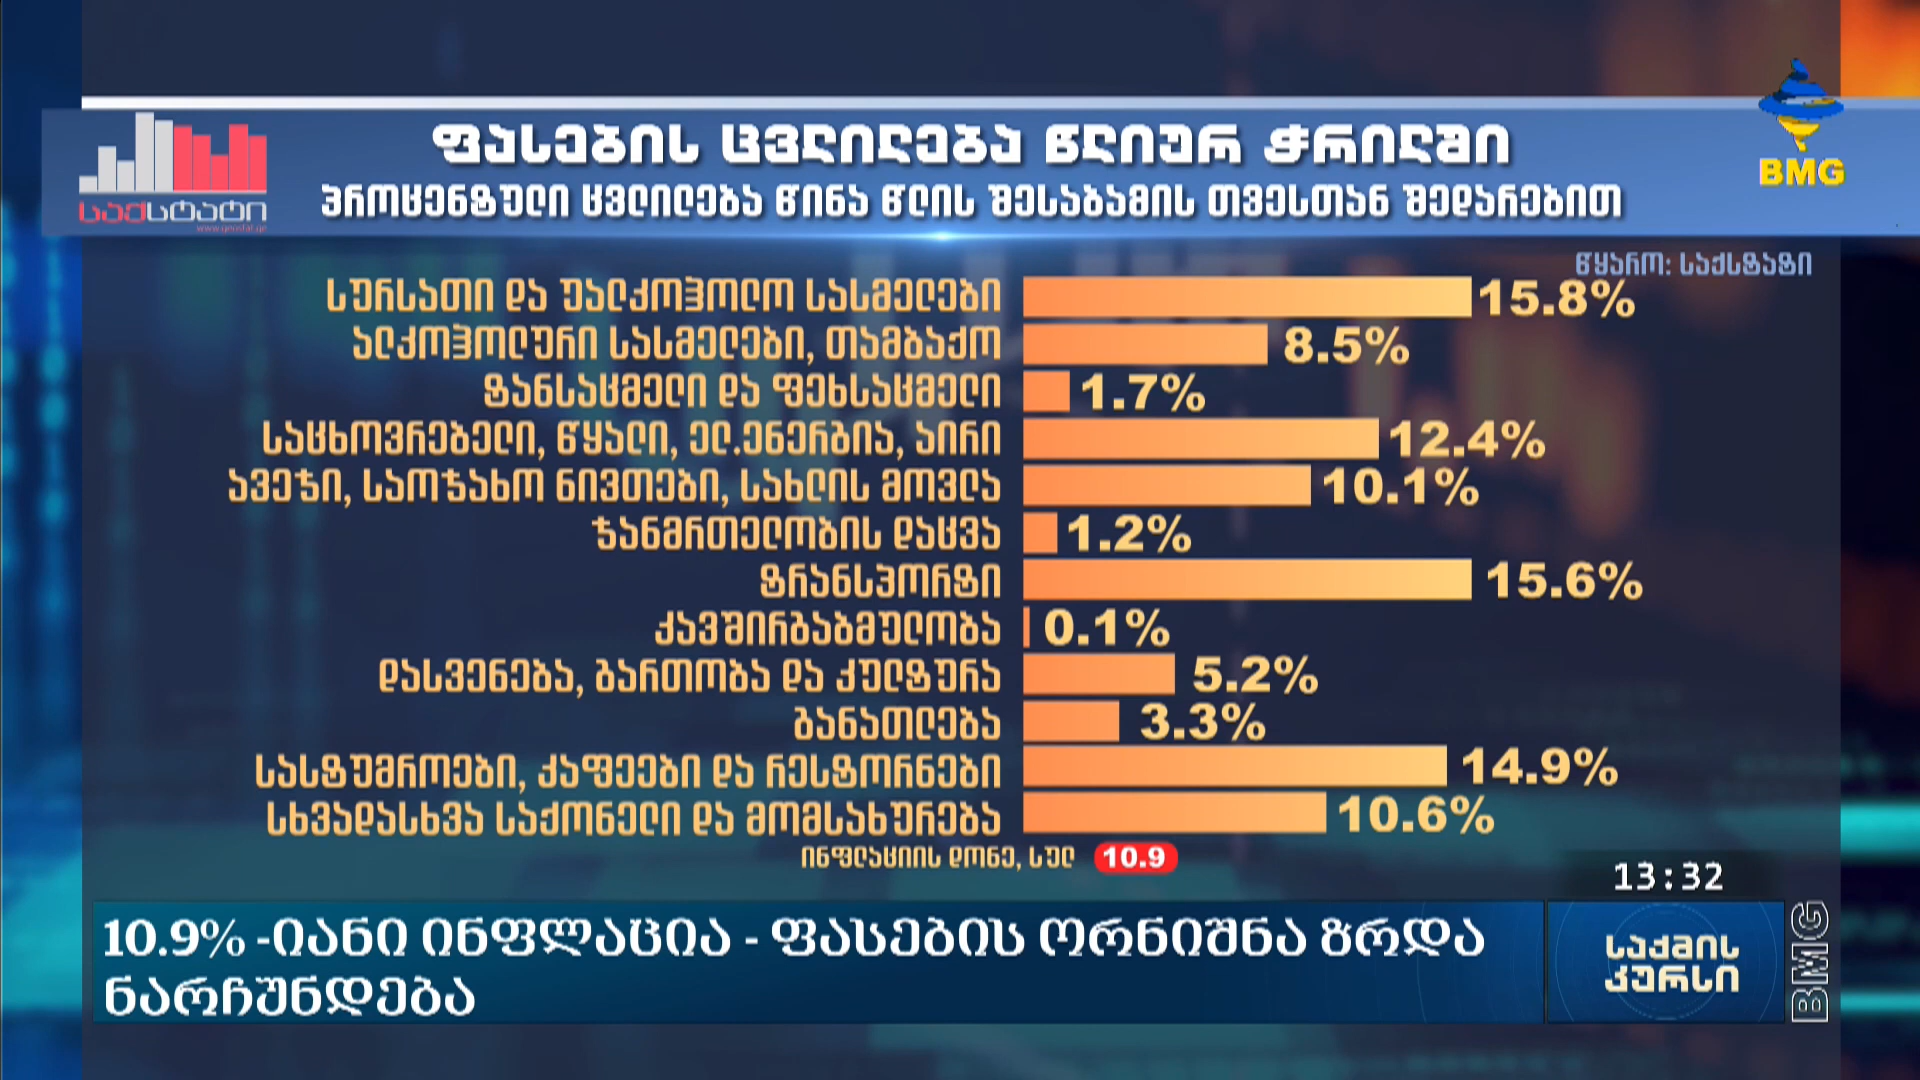 ფასების ცვლილება წლიურ ჭრილში
პროცენტული ცვლილება წინა წლის შესაბამის თვესთან შედარებით
საქსტატი
www.geostat.ge
BMG
წყარო: საქსტატი
სურსათი და უალკოჰოლო სასმელები 15.8%
ალკოჰოლური სასმელები, თამბაქო 8.5%
ტანსაცმელი და ფეხსაცმელი 1.7%
საცხოვრებელი, წყალი, ელ.ენერგია, აირი 12.4%
ავეჯი, საოჯახო ნივთები, სახლის მოვლა 10.1%
ჯანმრთელობის დაცვა 1.2%
ტრანსპორტი 15.6%
კავშირგაბმულობა 0.1%
დასვენება, გართობა და კულტურა 5.2%
განათლება 3.3%
სასტუმროები, კაფეები და რესტორნები 14.9%
სხვადასხვა საქონელი და მომსახურება 10.6%
ინფლაციის დონე, სულ 10.9
13:32
10.9% -იანი ინფლაცია - ფასების ორნიშნა ზრდა
ნარჩუნდება
საქმის
კურსი
BMG